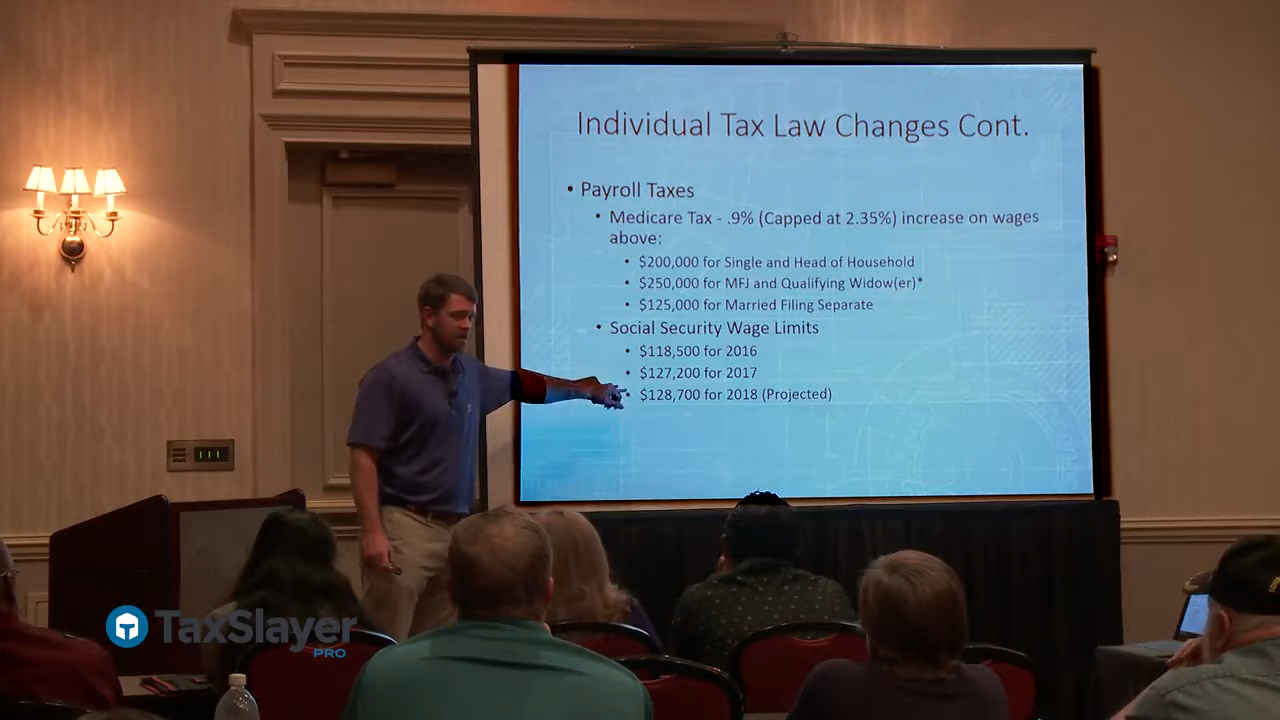 Individual Tax Law Changes Cont.
• Payroll Taxes
• Medicare Tax - .9% (Capped at 2.35%) increase on wages
above:
• $200,000 for Single and Head of Household
• $250,000 for MFJ and Qualifying Widow(er)*
• $125,000 for Married Filing Separate
• Social Security Wage Limits
• $118,500 for 2016
• $127,200 for 2017
• $128,700 for 2018 (Projected)
TaxSlayer
PRO